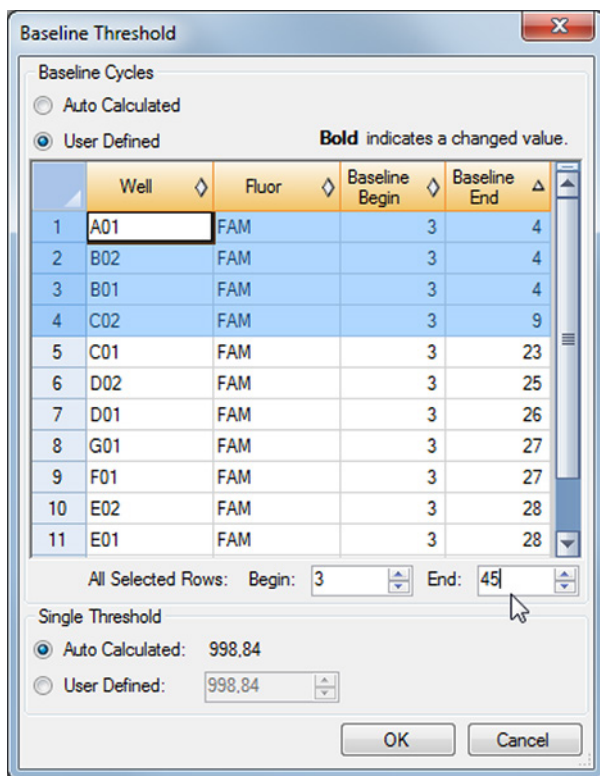 Baseline Threshold
Baseline Cycles
Auto Calculated
User Defined Bold indicates a changed value.
Well Fluor Baseline Begin Baseline End
1 A01 FAM 3 4
2 B02 FAM 3 4
3 B01 FAM 3 4
4 C02 FAM 3 9
5 C01 FAM 3 23
6 D02 FAM 3 25
7 D01 FAM 3 26
8 G01 FAM 3 27
9 F01 FAM 3 27
10 E02 FAM 3 28
11 E01 FAM 3 28
All Selected Rows: Begin: 3 End: 45
Single Threshold
Auto Calculated: 998,84
User Defined: 998,84
OK Cancel